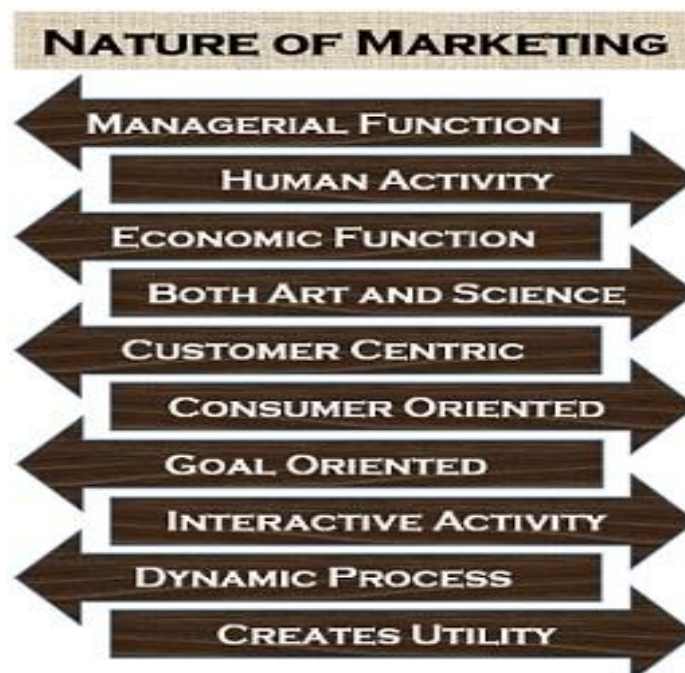 NATURE OF MARKETING
MANAGERIAL FUNCTION
HUMAN ACTIVITY
ECONOMIC FUNCTION
BOTH ART AND SCIENCE
CUSTOMER CENTRIC
CONSUMER ORIENTED
GOAL ORIENTED
INTERACTIVE ACTIVITY
DYNAMIC PROCESS
CREATES UTILITY